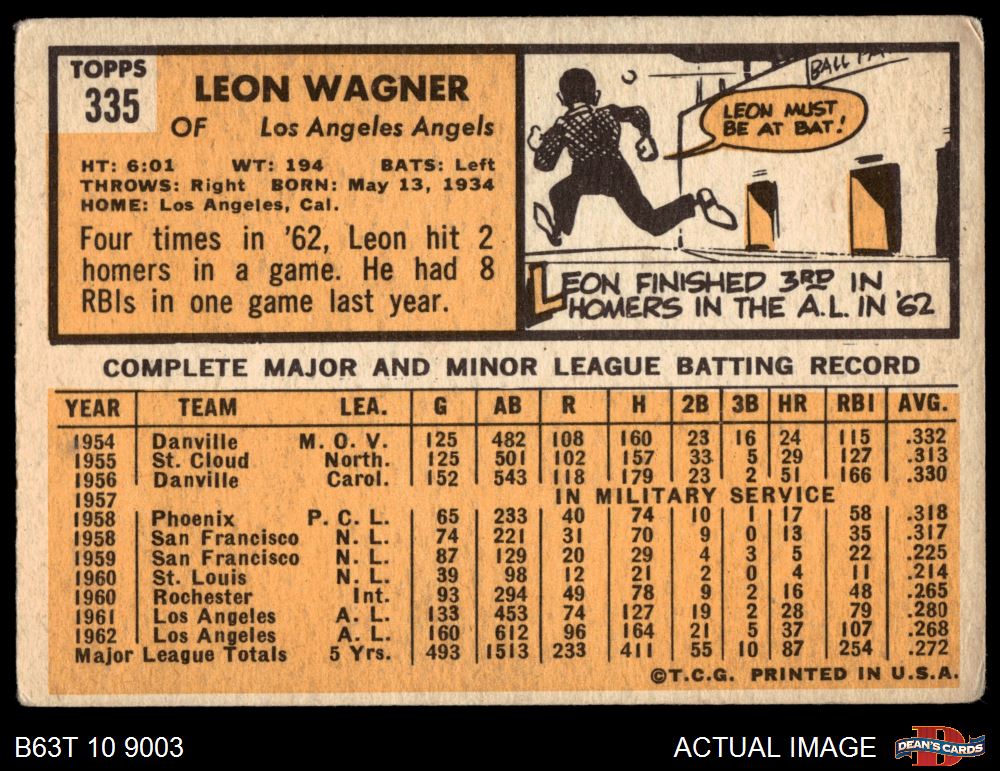 TOPPS
335
LEON WAGNER
OF Los Angeles Angels
HT: 6:01 WT: 194 BATS: Left
THROWS: Right BORN: May 13, 1934
HOME: Los Angeles, Cal.
Four times in '62, Leon hit 2
homers in a game. He had 8
RBIs in one game last year.
BALL PA
LEON MUST
BE AT BAT!
LEON FINISHED 3RD IN
HOMERS IN THE A.L. IN '62
COMPLETE MAJOR AND MINOR LEAGUE BATTING RECORD
YEAR TEAM LEA. G AB R H 2B 3B HR RBI AVG.
1954 Danville M. O. V. 125 482 108 160 23 16 24 115 .332
1955 St. Cloud North. 125 501 102 157 33 5 29 127 .313
1956 Danville Carol. 152 543 118 179 23 2 51 166 .330
1957 IN MILITARY SERVICE
1958 Phoenix P. C. L. 65 233 40 74 10 1 17 58 .318
1958 San Francisco N. L. 74 221 31 70 9 0 13 35 .317
1959 San Francisco N. L. 87 129 20 29 4 3 5 22 .225
1960 St. Louis N. L. 39 98 12 21 2 0 4 11 .214
1960 Rochester Int. 93 294 49 78 9 2 16 48 .265
1961 Los Angeles A. L. 133 453 74 127 19 2 28 79 .280
1962 Los Angeles A. L. 160 612 96 164 21 5 37 107 .268
Major League Totals 5 Yrs. 493 1513 233 411 55 10 87 254 .272
©T.C.G. PRINTED IN U.S.A.
B63T 10 9003
ACTUAL IMAGE
DEAN'S CARDS